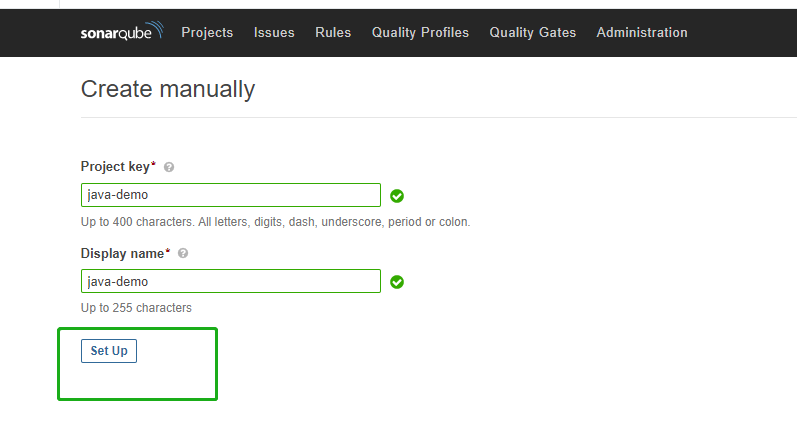 sonarqube Projects Issues Rules Quality Profiles Quality Gates Administration
Create manually
Project key*
java-demo
Up to 400 characters. All letters, digits, dash, underscore, period or colon.
Display name*
java-demo
Up to 255 characters
Set Up